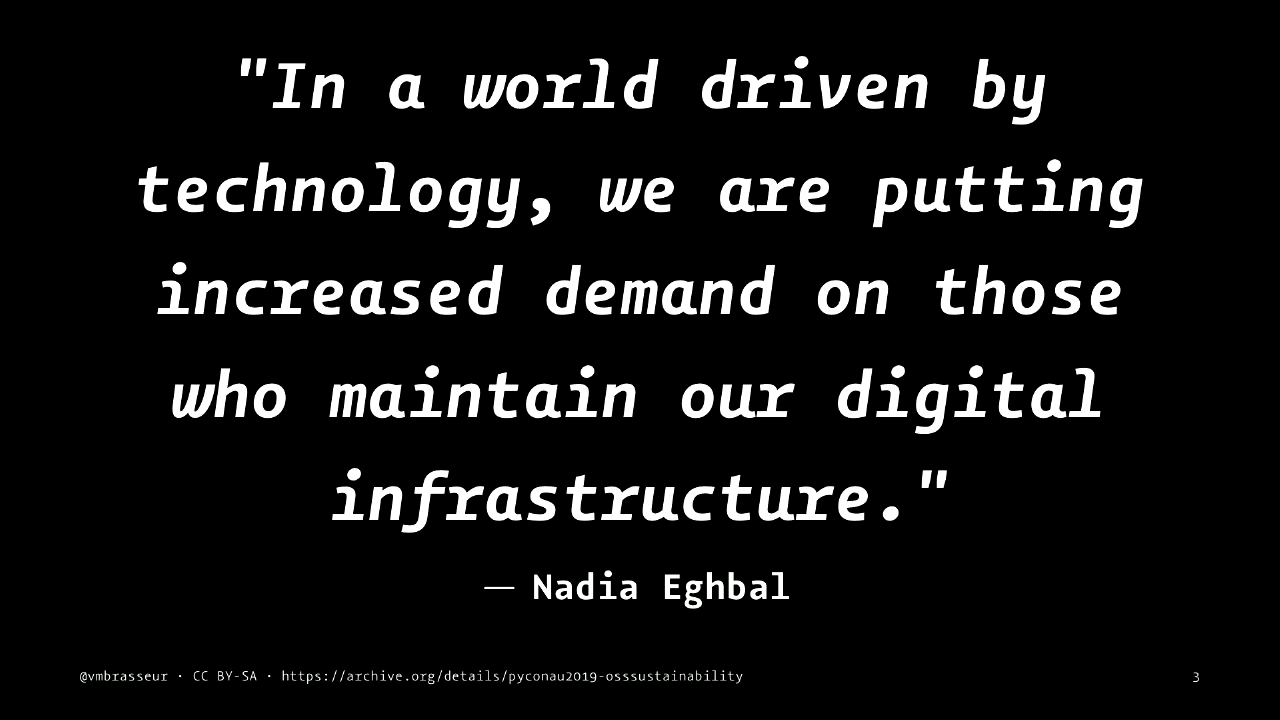 "In a world driven by
technology, we are putting
increased demand on those
who maintain our digital
infrastructure."
— Nadia Eghbal
@vmbrasseur · CC BY-SA · https://archive.org/details/pyconau2019-osssustainability 3